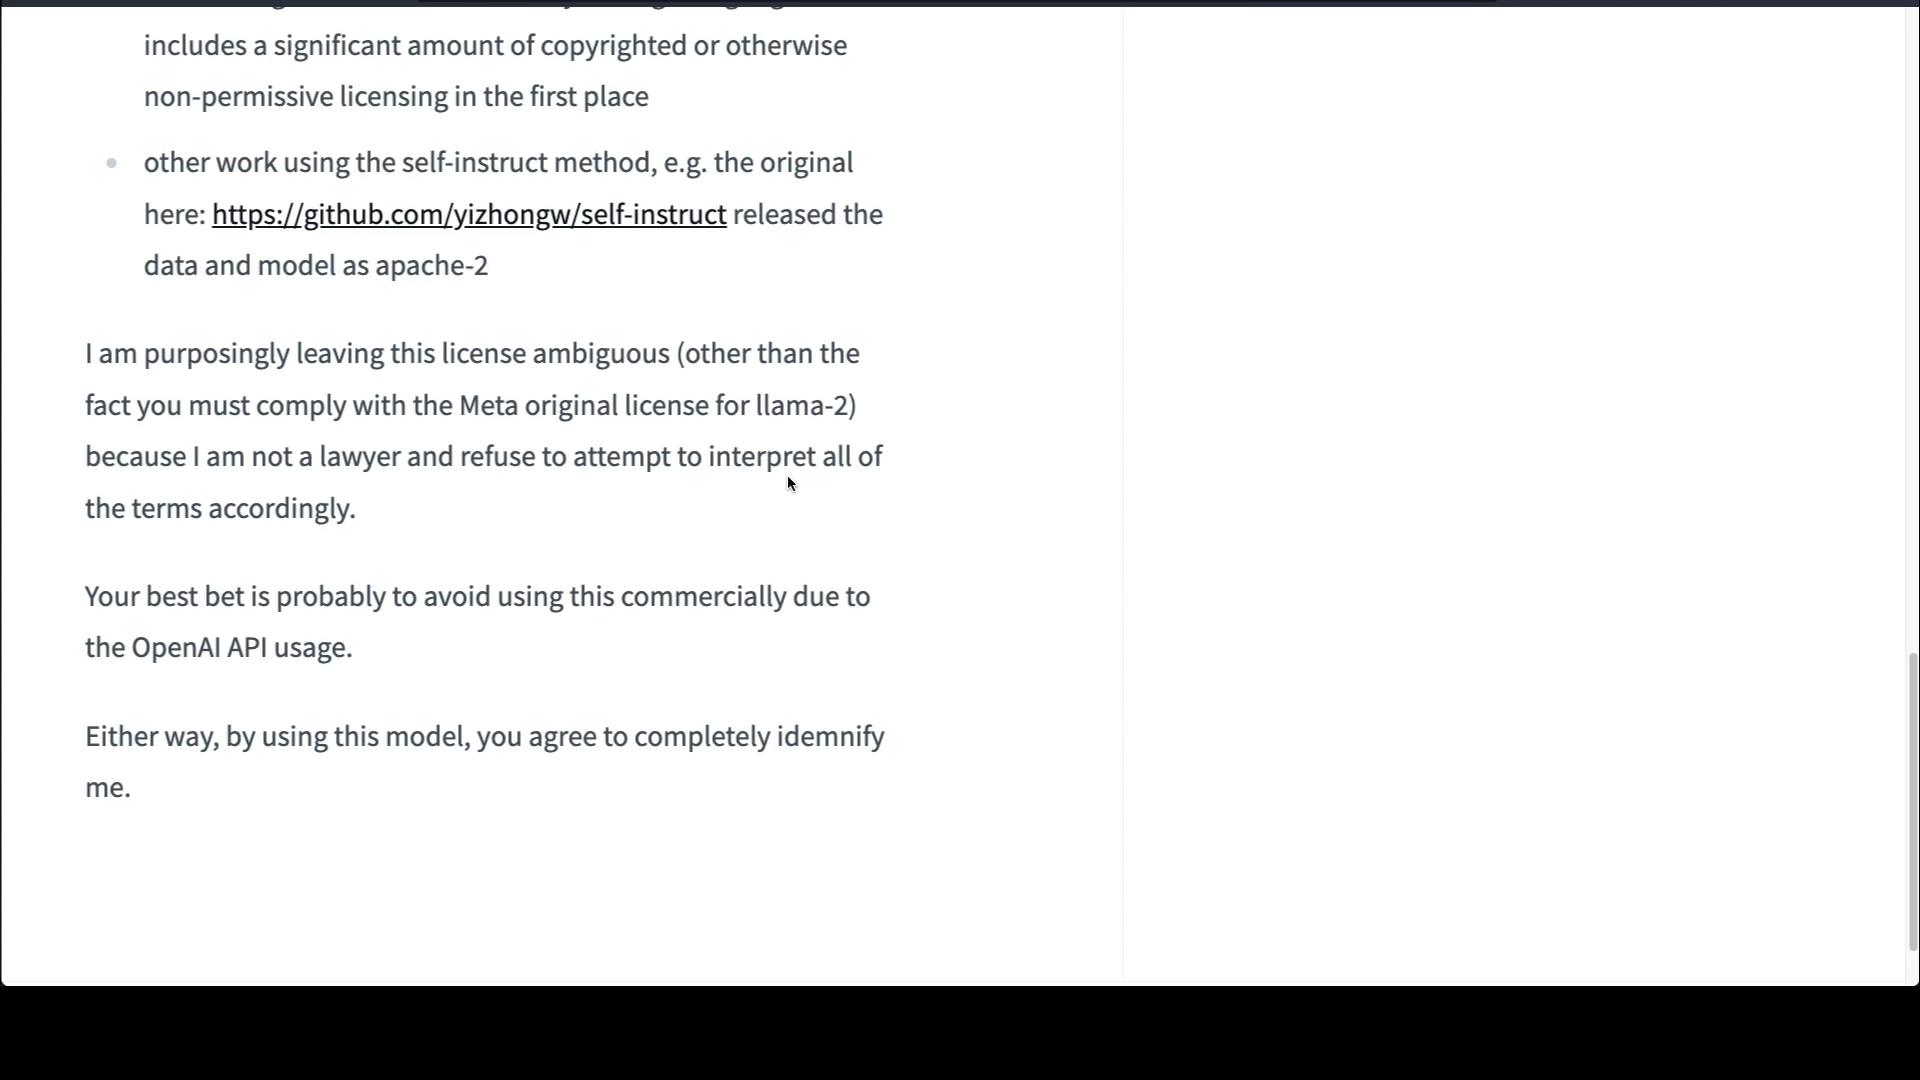 includes a significant amount of copyrighted or otherwise
non-permissive licensing in the first place
other work using the self-instruct method, e.g. the original
here: https://github.com/yizhongw/self-instruct released the
data and model as apache-2
I am purposingly leaving this license ambiguous (other than the
fact you must comply with the Meta original license for llama-2)
because I am not a lawyer and refuse to attempt to interpret all of
the terms accordingly.
Your best bet is probably to avoid using this commercially due to
the OpenAI API usage.
Either way, by using this model, you agree to completely idemnify
me.